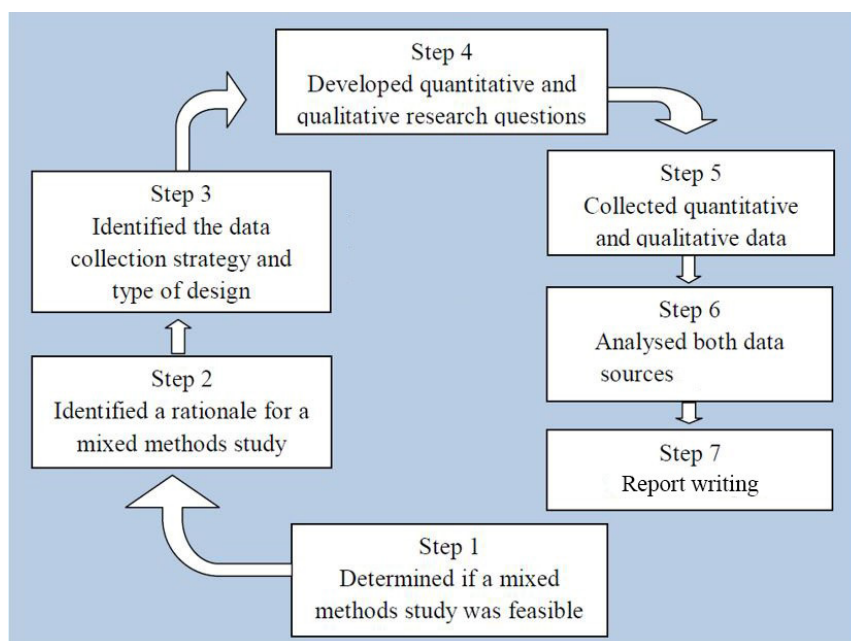 Step 4
Developed quantitative and
qualitative research questions
Step 3
Identified the data
collection strategy and
type of design
Step 5
Collected quantitative
and qualitative data
Step 2
Identified a rationale for a
mixed methods study
Step 6
Analysed both data
sources
Step 7
Report writing
Step 1
Determined if a mixed
methods study was feasible